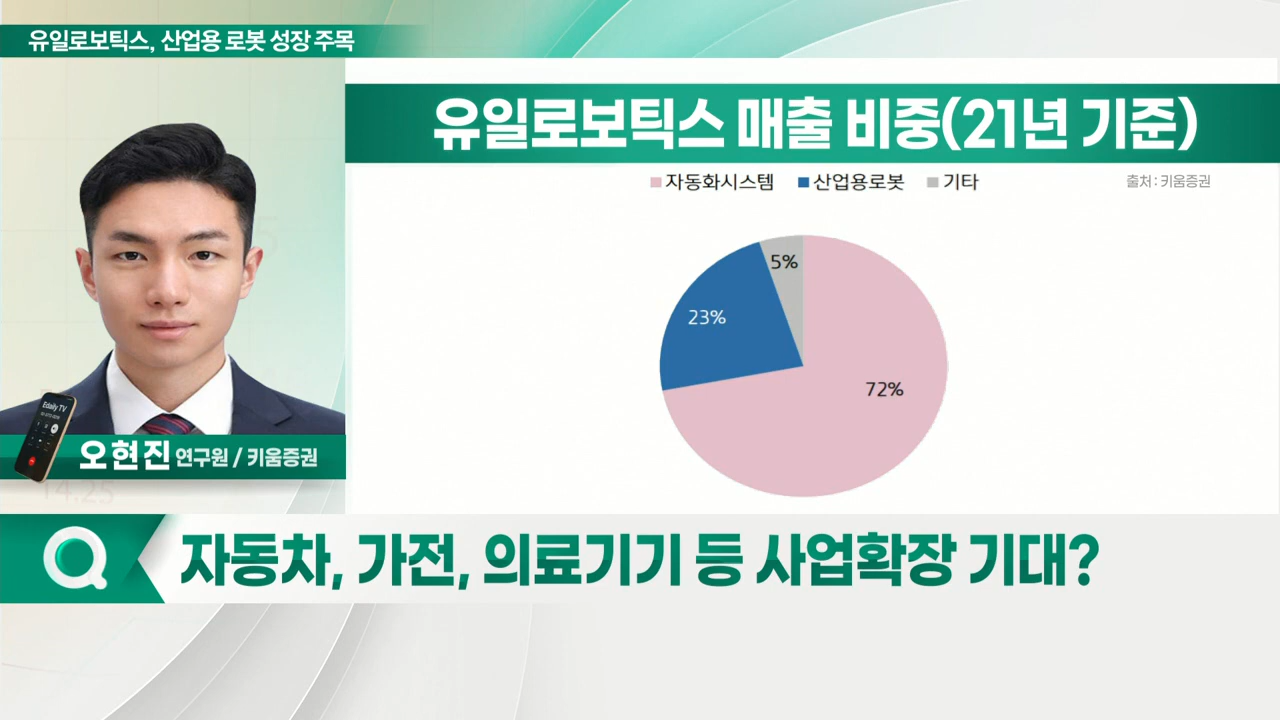 유일로보틱스, 산업용 로봇 성장 주목
유일로보틱스 매출 비중(21년 기준)
자동화시스템 산업용로봇 기타
출처 : 키움증권
5%
23%
72%
Edaily TV
오현진 연구원 / 키움증권
14.25
Q 자동차, 가전, 의료기기 등 사업확장 기대?